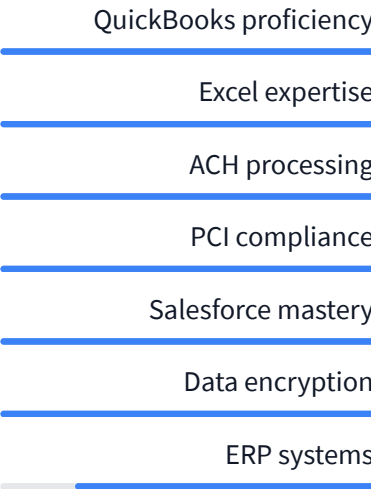 QuickBooks proficiency
Excel expertise
ACH processing
PCI compliance
Salesforce mastery
Data encryption
ERP systems